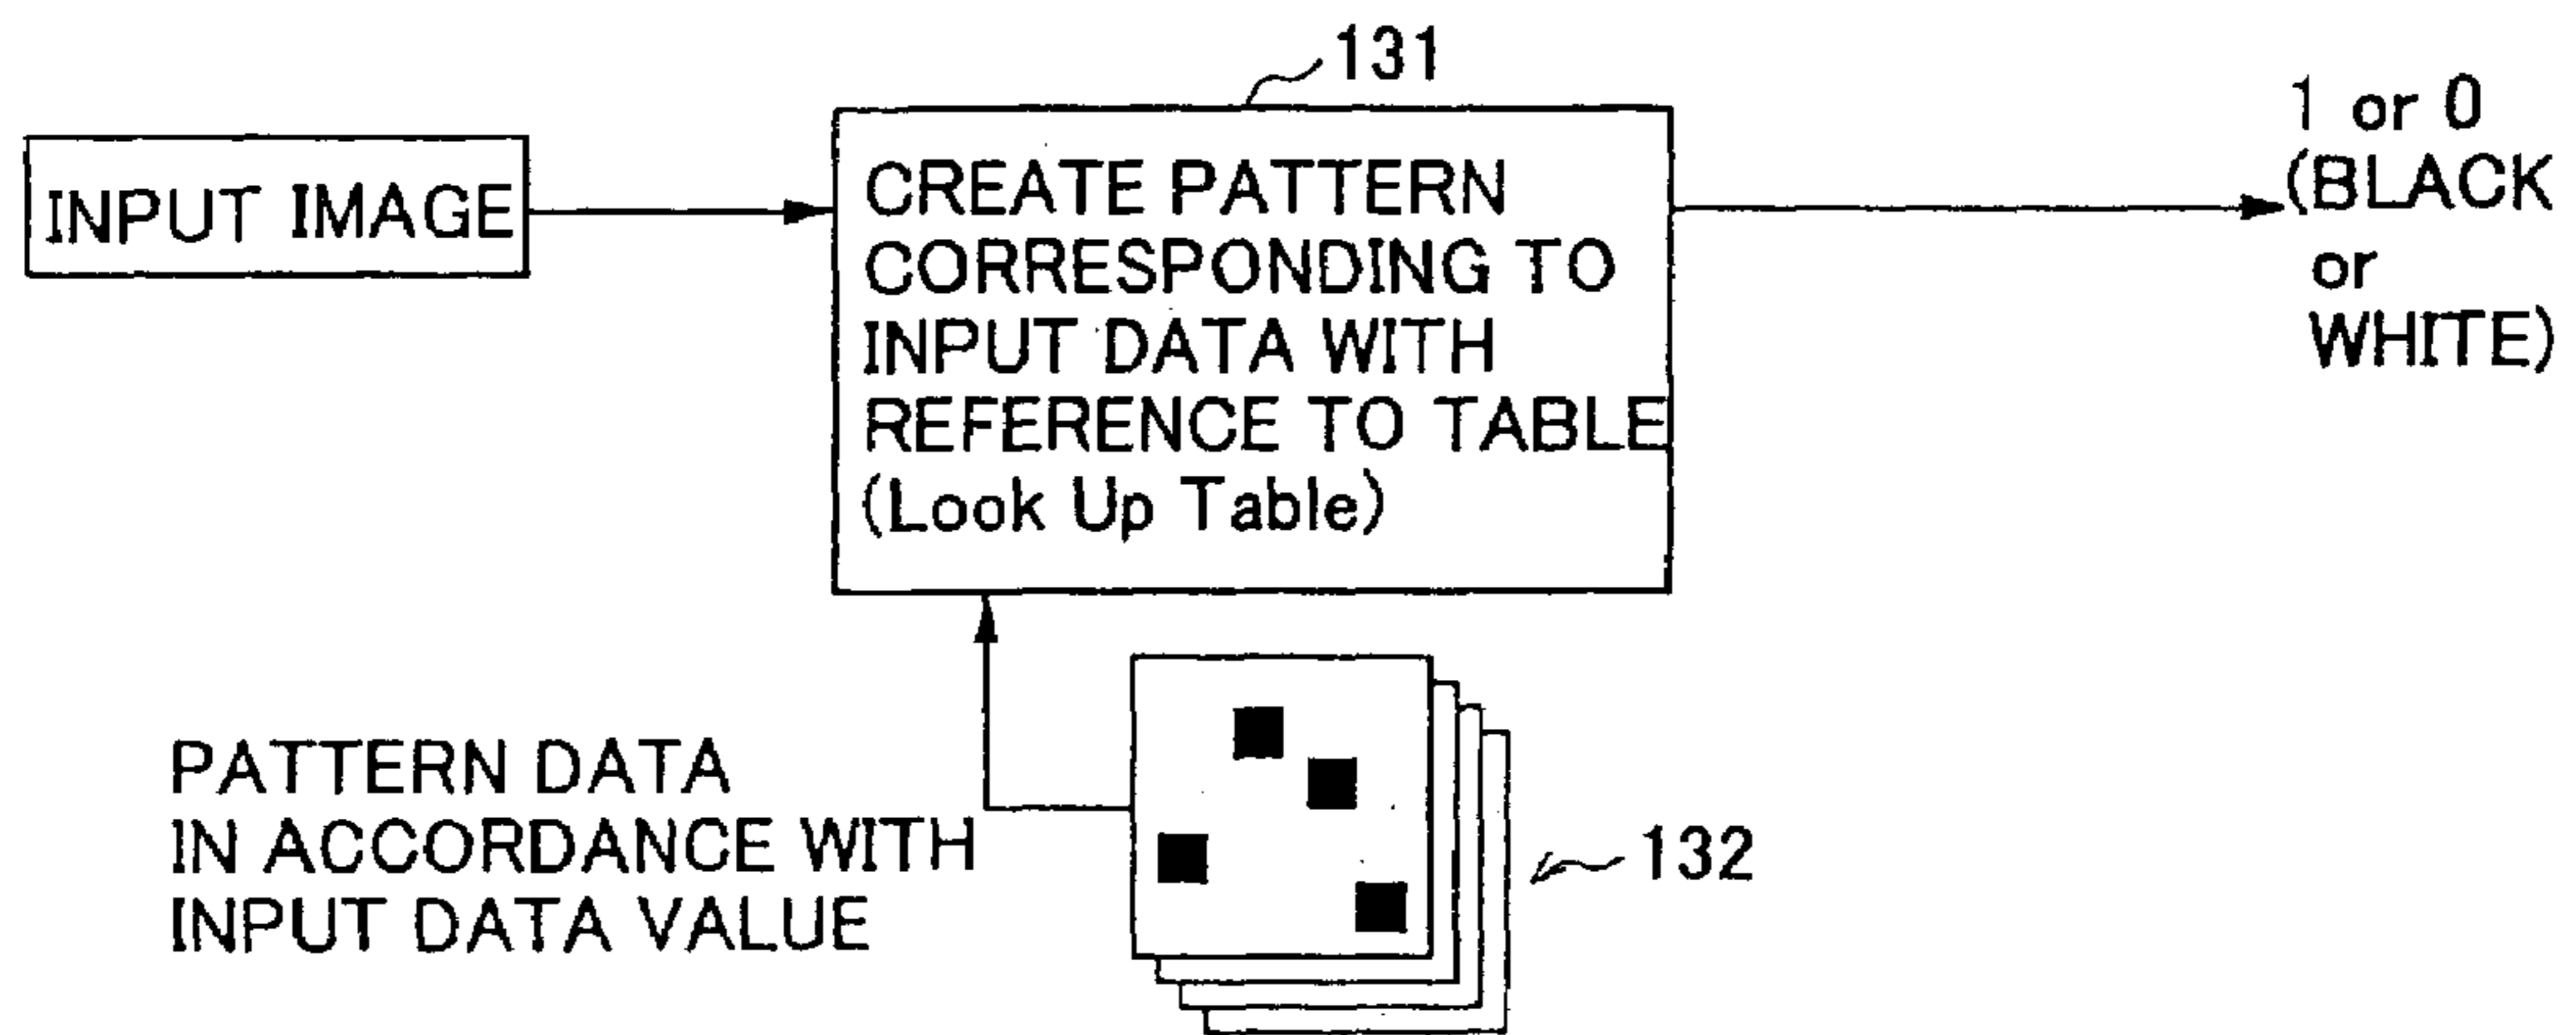 131
INPUT IMAGE
CREATE PATTERN
CORRESPONDING TO
INPUT DATA WITH
REFERENCE TO TABLE
(Look Up Table)
1 or 0
(BLACK
or
WHITE)
PATTERN DATA
IN ACCORDANCE WITH
INPUT DATA VALUE
132